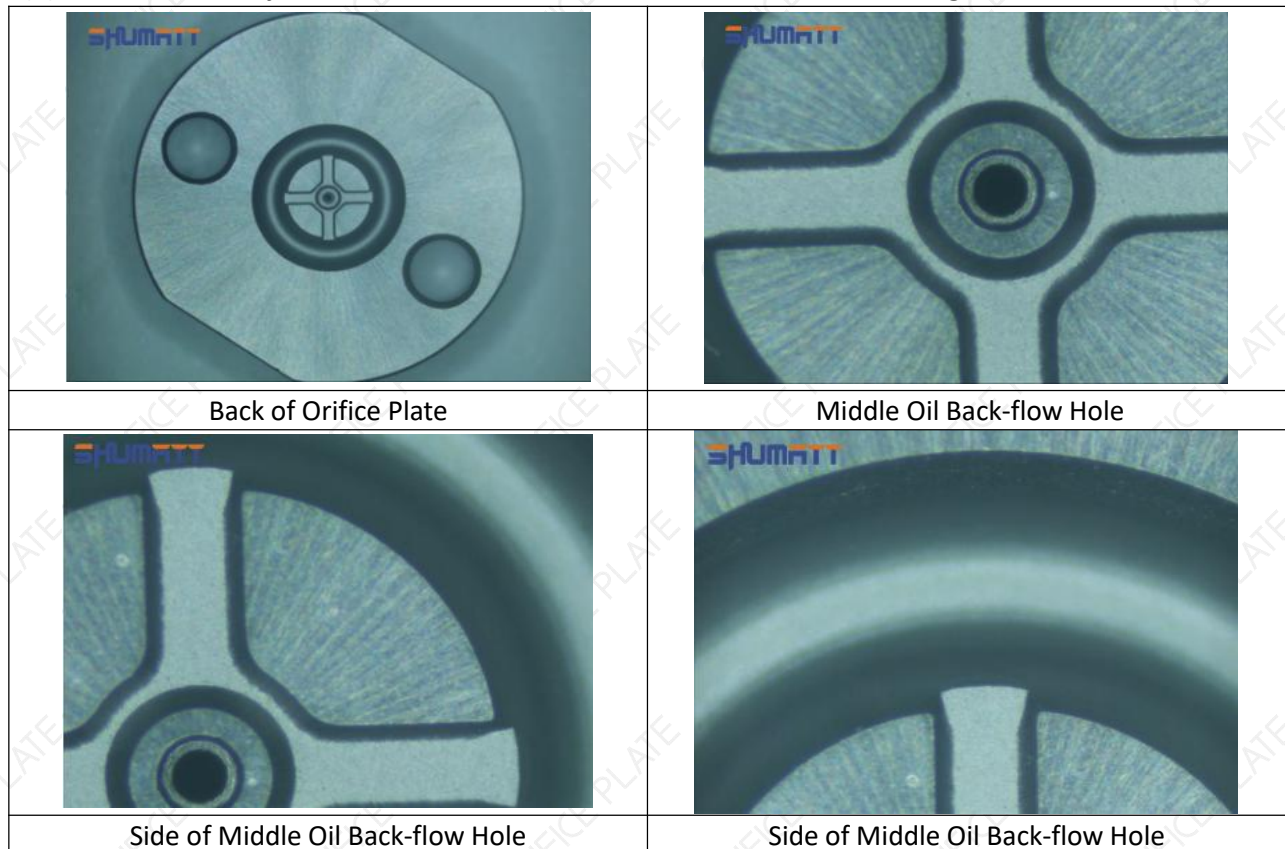 SHUMATT
SHUMATT
Back of Orifice Plate
Middle Oil Back-flow Hole
SHUMATT
SHUMATT
Side of Middle Oil Back-flow Hole
Side of Middle Oil Back-flow Hole